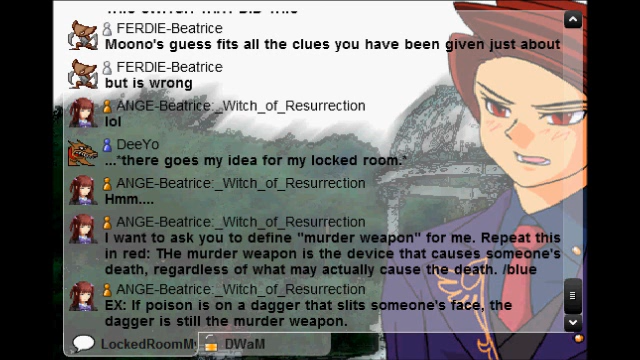 FERDIE-Beatrice
Moono's guess fits all the clues you have been given just about
FERDIE-Beatrice
but is wrong
ANGE-Beatrice:_Witch_of_Resurrection
lol
DeeYo
...*there goes my idea for my locked room.*
ANGE-Beatrice:_Witch_of_Resurrection
Hmm....
ANGE-Beatrice:_Witch_of_Resurrection
I want to ask you to define "murder weapon" for me. Repeat this
in red: THe murder weapon is the device that causes someone's
death, regardless of what may actually cause the death. /blue
ANGE-Beatrice:_Witch_of_Resurrection
EX: If poison is on a dagger that slits someone's face, the
dagger is still the murder weapon.
LockedRoomMy DWaM